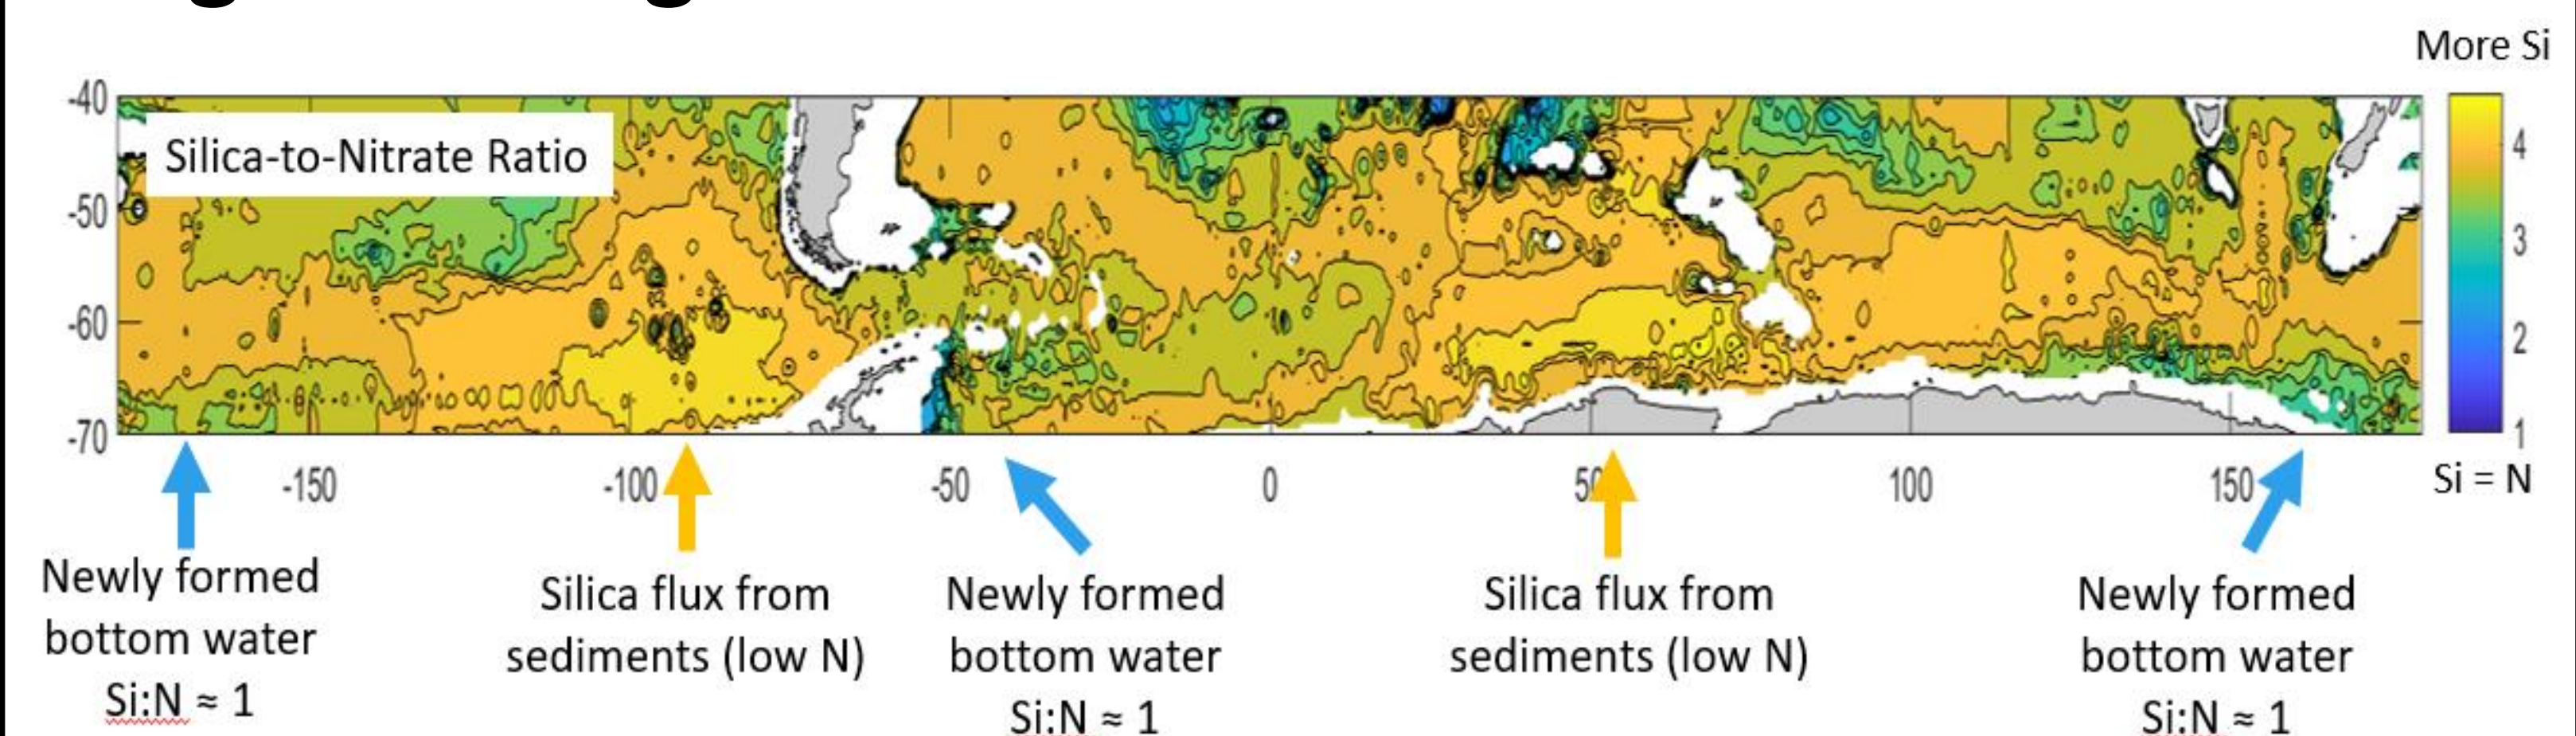 More Si
Silica-to-Nitrate Ratio
-40
-50
-60
-70
4
3
2
1
-150
-100
-50
0
50
100
150
Si = N
Newly formed
bottom water
Si:N ≈ 1
Silica flux from
sediments (low N)
Newly formed
bottom water
Si:N ≈ 1
Silica flux from
sediments (low N)
Newly formed
bottom water
Si:N ≈ 1